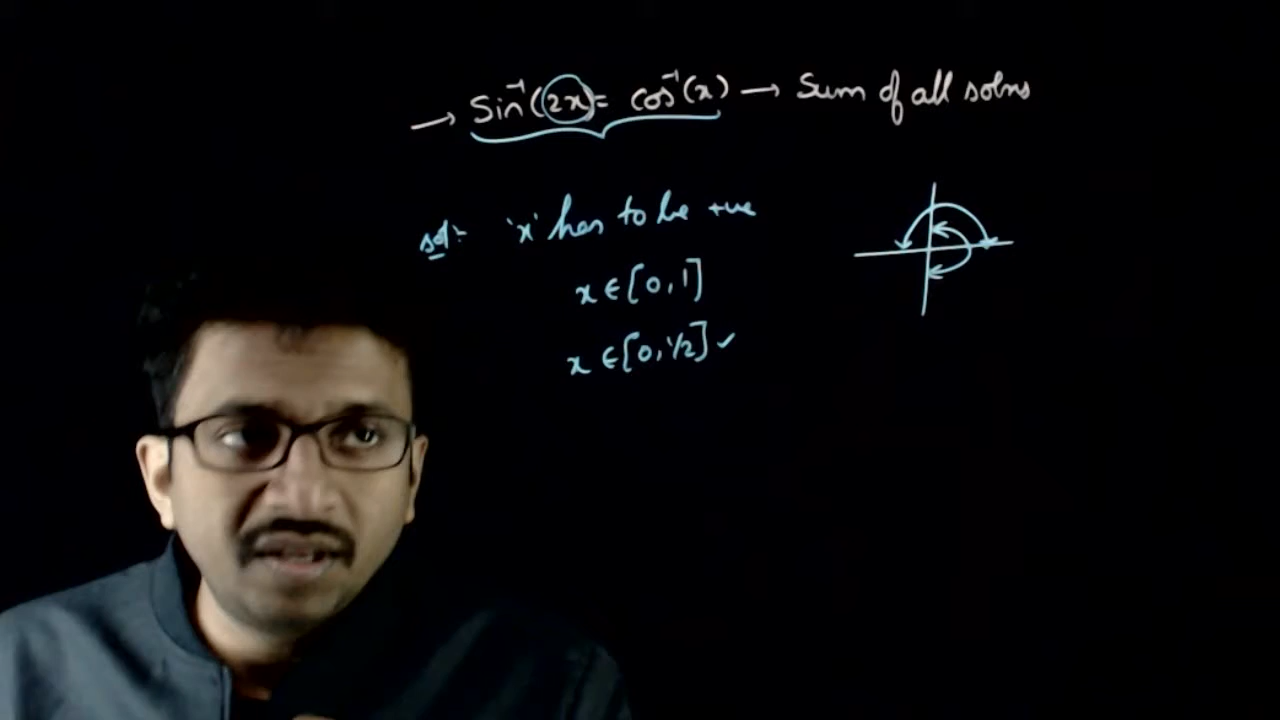 → Sin⁻¹(2x) = cos⁻¹(x) → Sum of all solns
sol: 'x' has to be +ve
x ∈ [0, 1]
x ∈ [0, 1/2] ✓